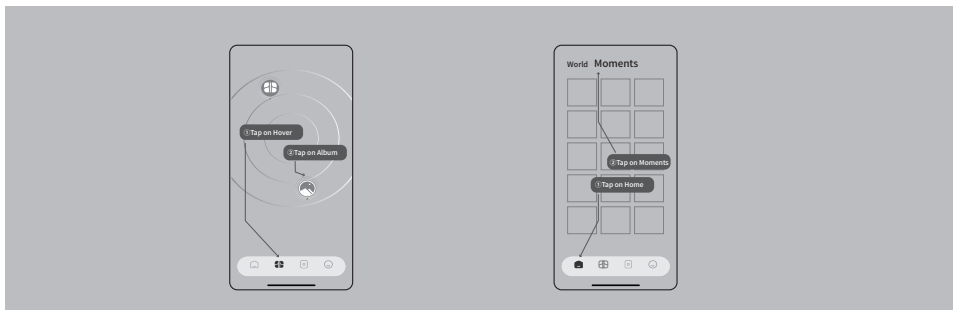 ①Tap on Hover
②Tap on Album
World Moments
②Tap on Moments
①Tap on Home